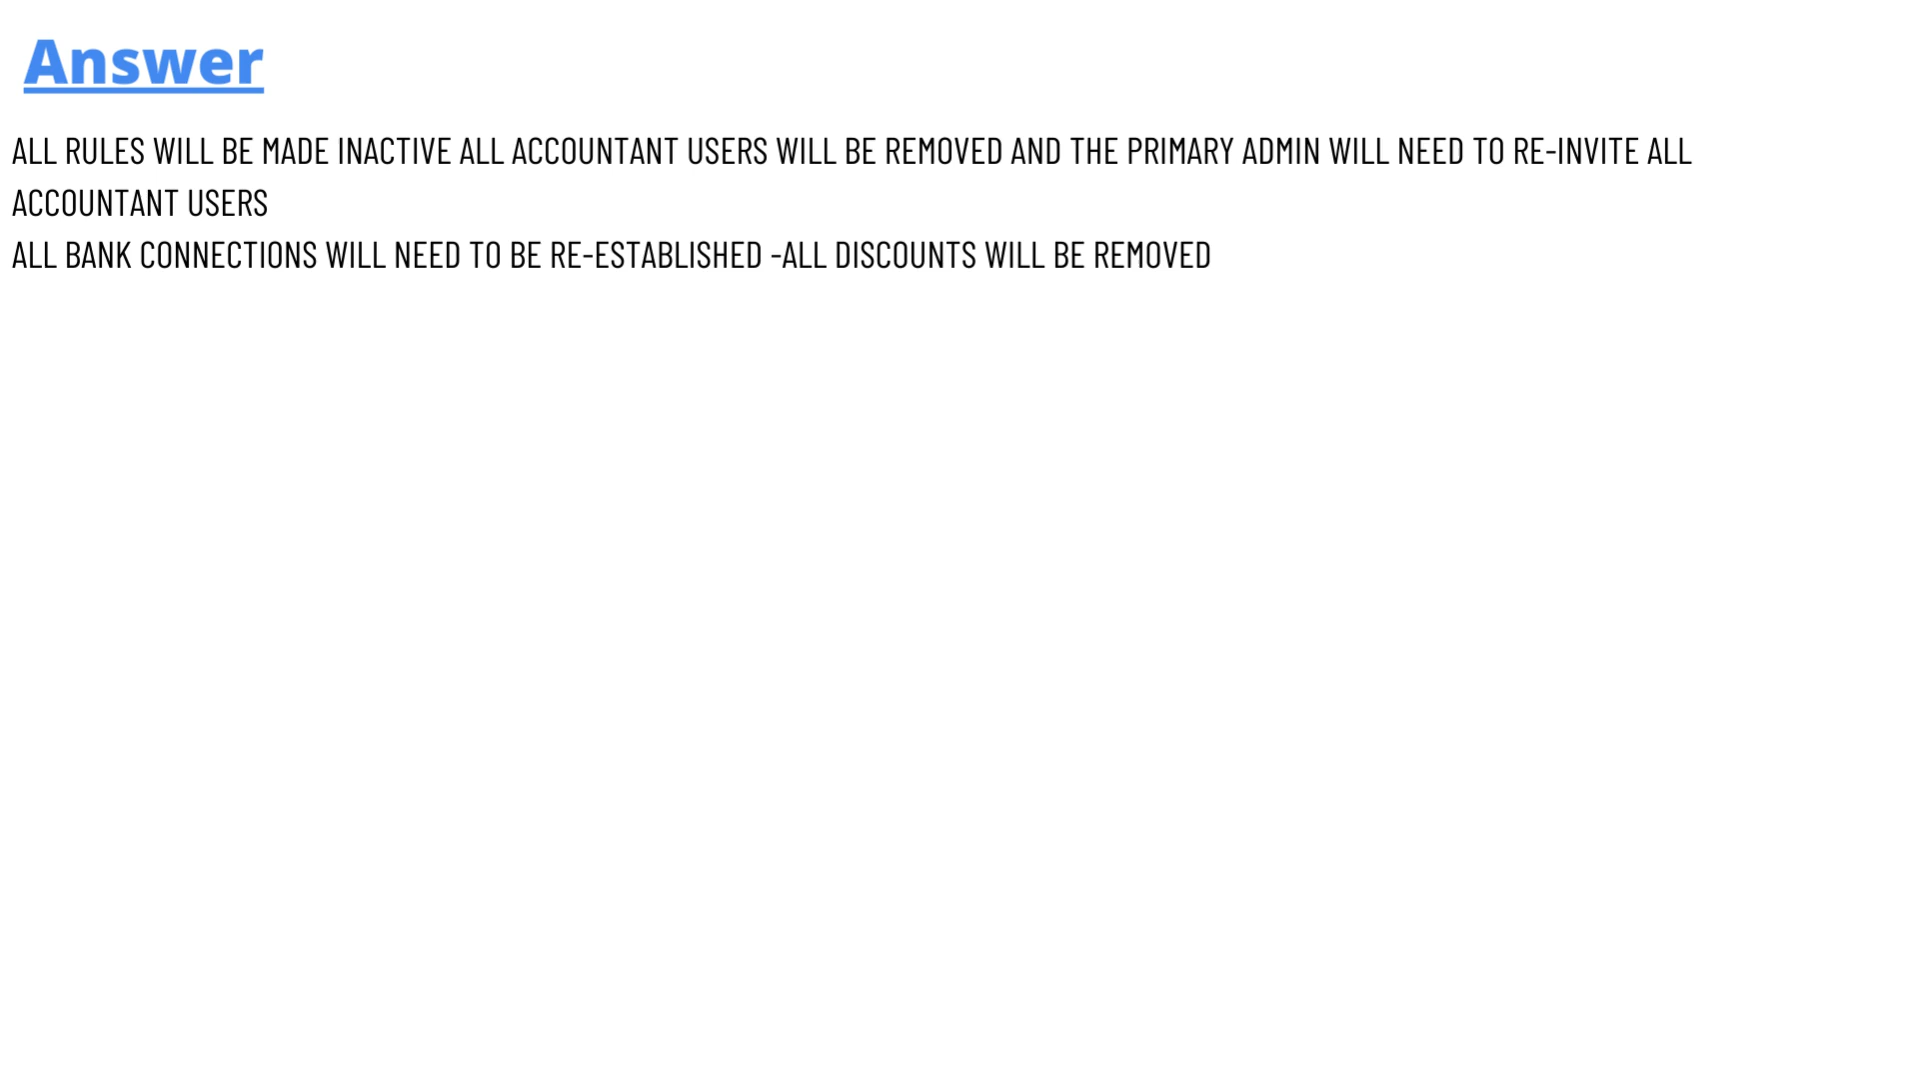 Answer
ALL RULES WILL BE MADE INACTIVE ALL ACCOUNTANT USERS WILL BE REMOVED AND THE PRIMARY ADMIN WILL NEED TO RE-INVITE ALL
ACCOUNTANT USERS
ALL BANK CONNECTIONS WILL NEED TO BE RE-ESTABLISHED -ALL DISCOUNTS WILL BE REMOVED